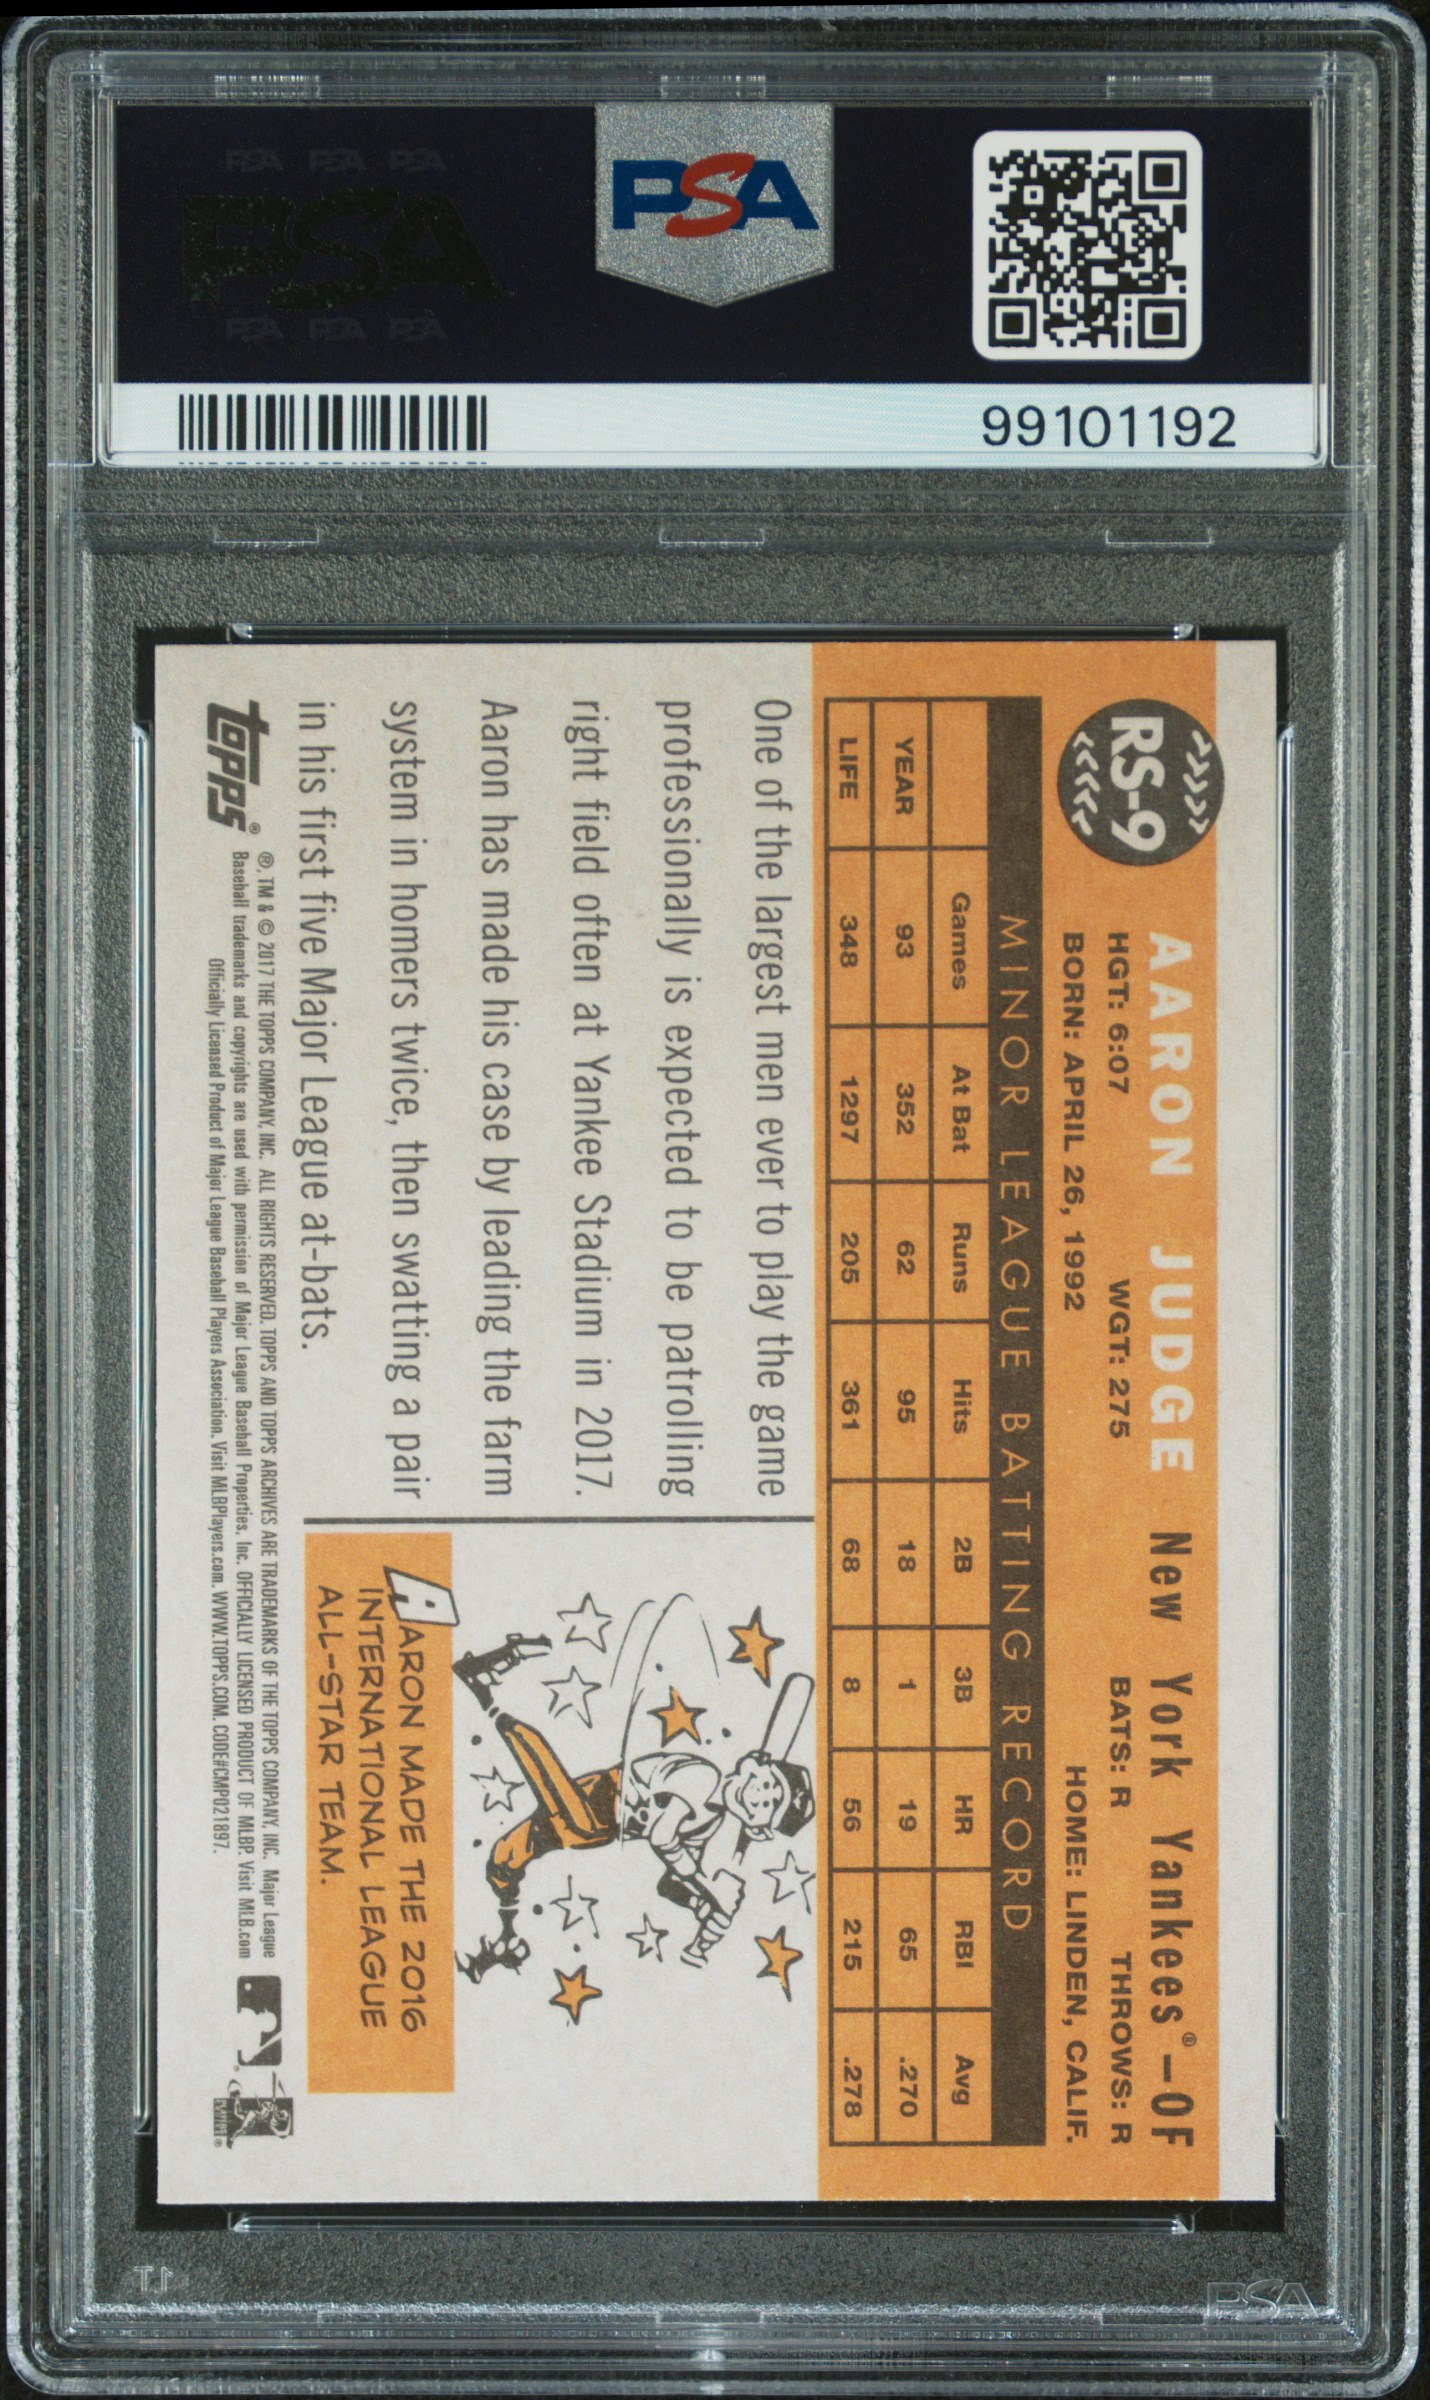 PSA PSA PSA
PSA
PSA PSA PSA
PSA
99101192
RS-9
AARON JUDGE New York Yankees®—OF
HGT: 6:07 WGT: 275 BATS: R THROWS: R
BORN: APRIL 26, 1992 HOME: LINDEN, CALIF.
MINOR LEAGUE BATTING RECORD
Games At Bat Runs Hits 2B 3B HR RBI Avg
YEAR 93 352 62 95 18 1 19 65 .270
LIFE 348 1297 205 361 68 8 56 215 .278
One of the largest men ever to play the game
professionally is expected to be patrolling
right field often at Yankee Stadium in 2017.
Aaron has made his case by leading the farm
system in homers twice, then swatting a pair
in his first five Major League at-bats.
AARON MADE THE 2016
INTERNATIONAL LEAGUE
ALL-STAR TEAM.
topps®
®, TM & © 2017 THE TOPPS COMPANY, INC. ALL RIGHTS RESERVED. TOPPS AND TOPPS ARCHIVES ARE TRADEMARKS OF THE TOPPS COMPANY, INC. Major League
Baseball trademarks and copyrights are used with permission of Major League Baseball Properties, Inc. OFFICIALLY LICENSED PRODUCT OF MLBP. Visit MLB.com
Officially Licensed Product of Major League Baseball Players Association. Visit MLBPlayers.com. WWW.TOPPS.COM. CODE#CMP021897.
PSA